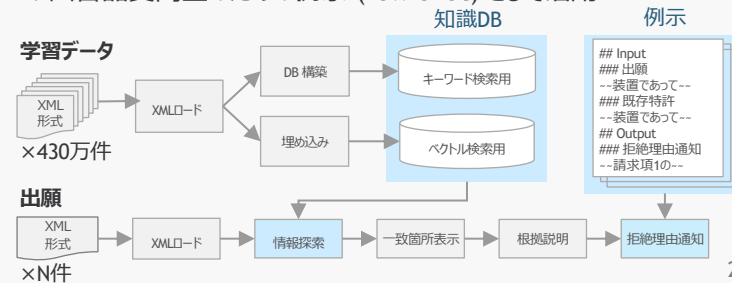 知識DB
例示
学習データ
XML
形式
×430万件
XMLロード
DB 構築
埋め込み
キーワード検索用
ベクトル検索用
## Input
### 出願
~~装置であって~~
### 既存特許
~~装置であって~~
## Output
### 拒絶理由通知
~~請求項1の~~
出願
XML
形式
×N件
XMLロード
情報探索
一致箇所表示
根拠説明
拒絶理由通知